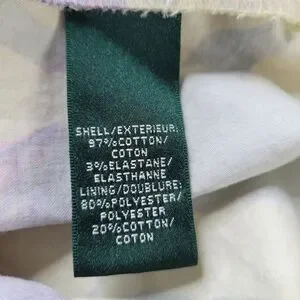 SHELL/EXTERIEUR:
97%COTTON/
COTON
3%ELASTANE/
ELASTHANNE
LINING/DOUBLURE:
80%POLYESTER/
POLYESTER
20%COTTON/
COTON